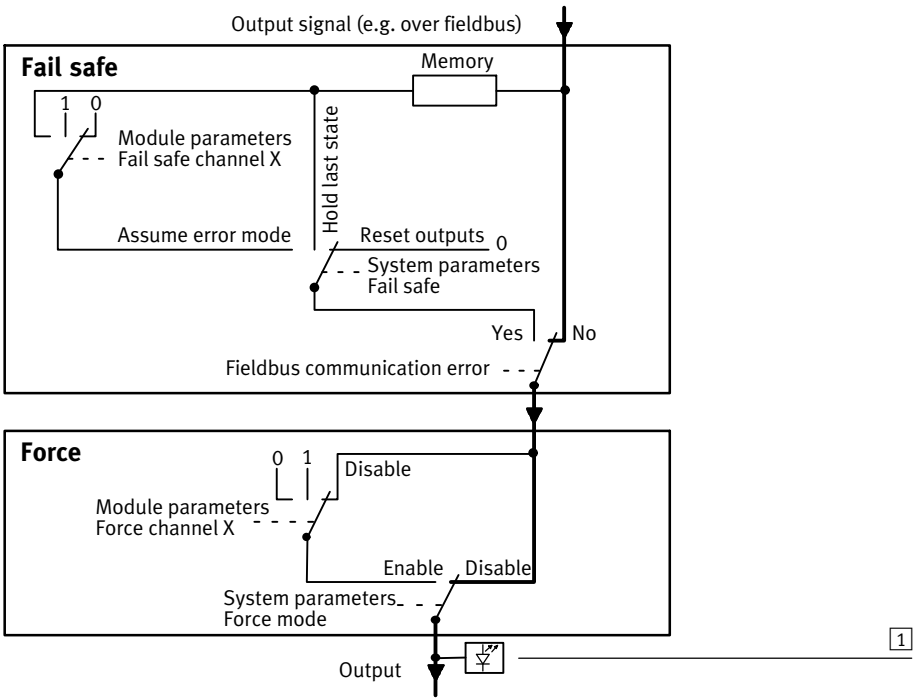 Output signal (e.g. over fieldbus)
Fail safe
Memory
1 0
Module parameters
Fail safe channel X
Hold last state
Assume error mode
Reset outputs
0
System parameters
Fail safe
Yes
No
Fieldbus communication error
Force
0 1
Disable
Module parameters
Force channel X
Enable
Disable
System parameters
Force mode
1
Output